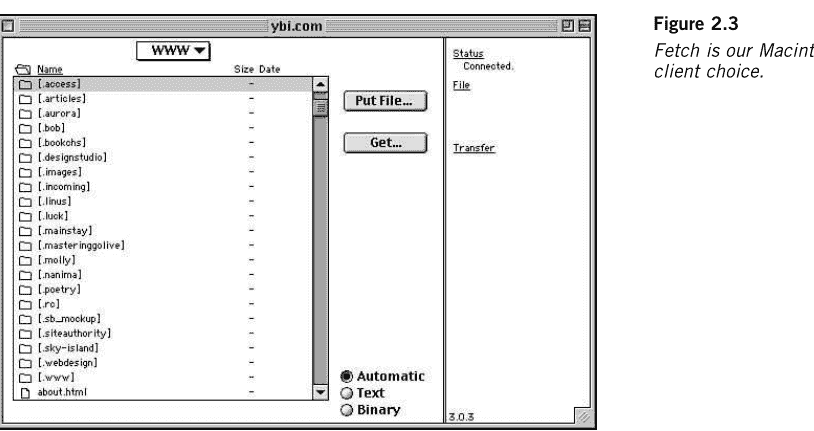 ybi.com
WWW
Name Size Date
[.access] -
[.articles] -
[.aurora] -
[.bob] -
[.bookchs] -
[.designstudio] -
[.images] -
[.incoming] -
[.linus] -
[.luck] -
[.mainstay] -
[.masteringgolive] -
[.molly] -
[.nanima] -
[.poetry] -
[.rc] -
[.sb_mockup] -
[.siteauthority] -
[.sky-island] -
[.webdesign] -
[.www] -
about.html -
Put File...
Get...
Automatic
Text
Binary
Status
Connected.
File
Transfer
3.0.3
Figure 2.3
Fetch is our Macint
client choice.